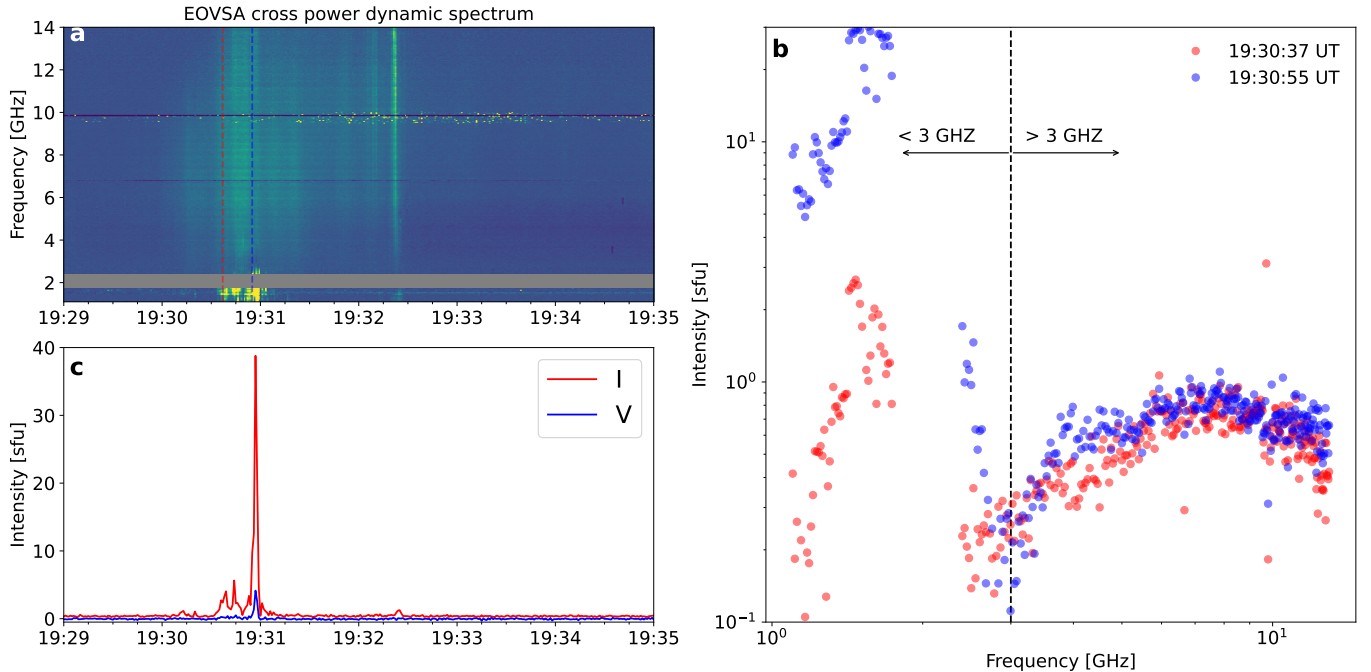 EOVSA cross power dynamic spectrum
a
14
12
10
8
6
4
2
Frequency [GHz]
19:29 19:30 19:31 19:32 19:33 19:34 19:35
c
I
V
40
30
20
10
0
Intensity [sfu]
19:29 19:30 19:31 19:32 19:33 19:34 19:35
b
19:30:37 UT
19:30:55 UT
< 3 GHZ > 3 GHZ
10¹
10⁰
10⁻¹
Intensity [sfu]
10⁰ 10¹
Frequency [GHz]